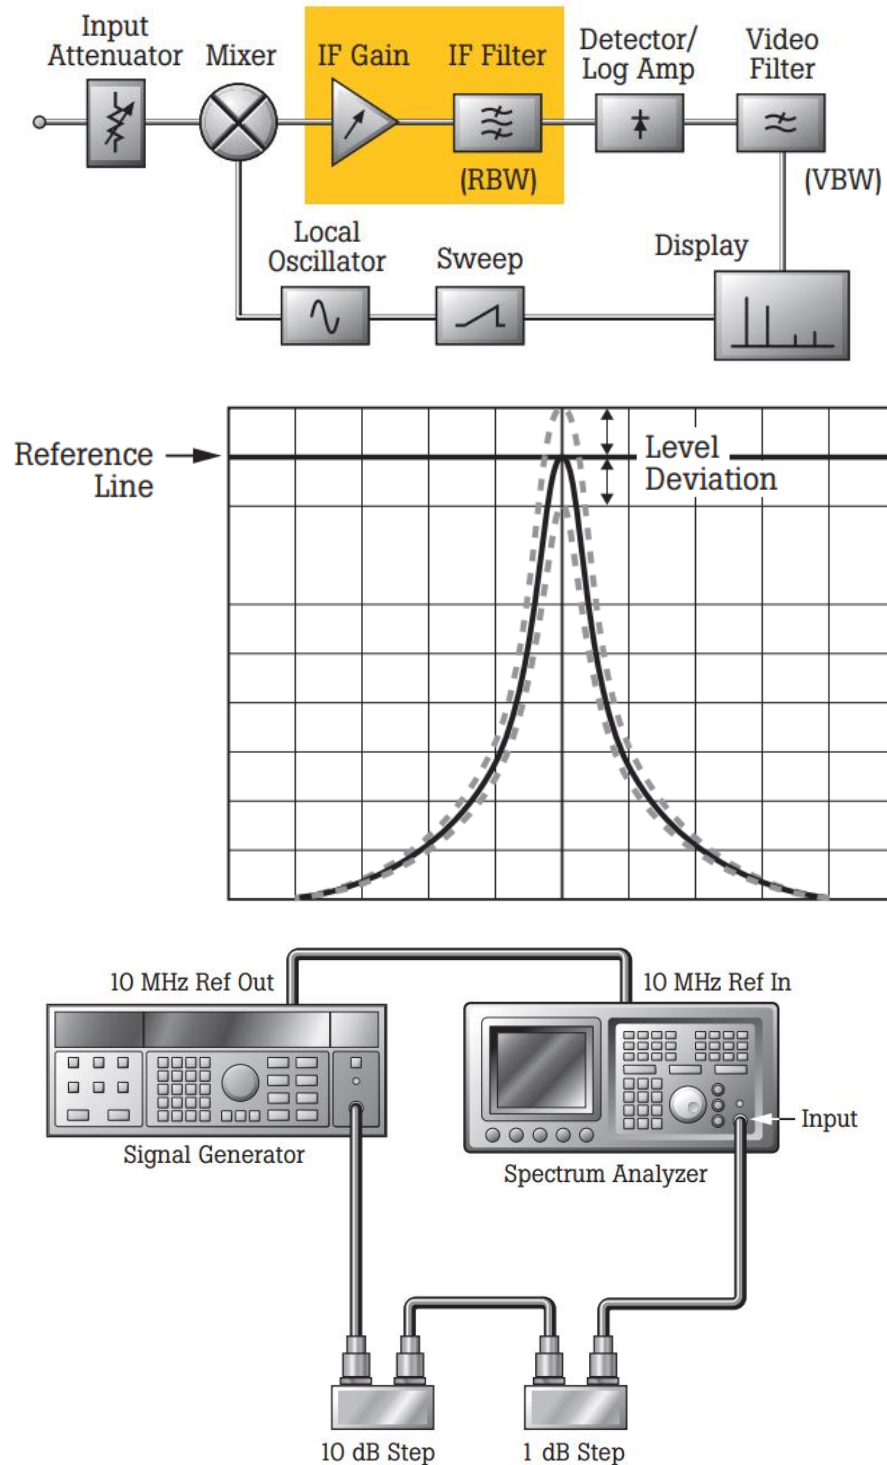 Input
Attenuator
Mixer
IF Gain
IF Filter
Detector/
Log Amp
Video
Filter
(RBW)
(VBW)
Local
Oscillator
Sweep
Display
Reference
Line
Level
Deviation
10 MHz Ref Out
10 MHz Ref In
Input
Signal Generator
Spectrum Analyzer
10 dB Step
1 dB Step